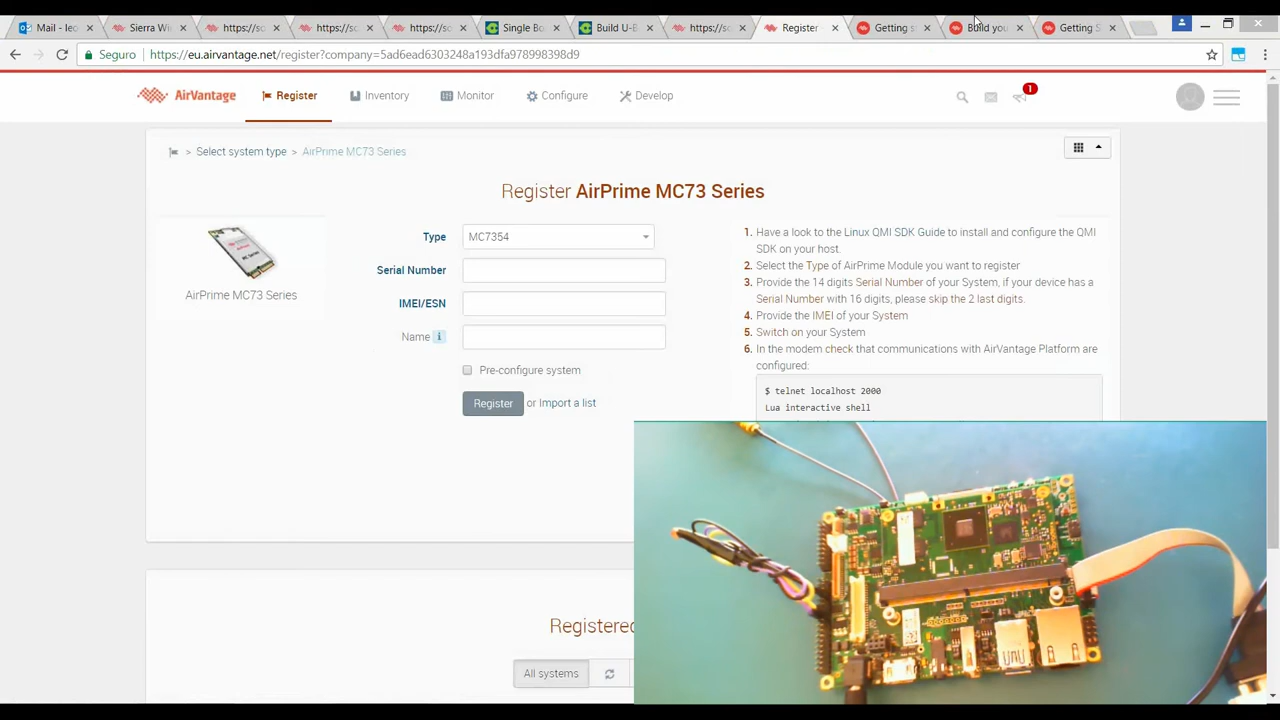 Mail - leo
Sierra Wi
https://so
https://so
https://so
Single Bo
Build U-B
https://so
Register
Getting s
Build you
Getting S
Seguro
https://eu.airvantage.net/register?company=5ad6ead6303248a193dfa978998398d9
AirVantage
Register
Inventory
Monitor
Configure
Develop
1
> Select system type > AirPrime MC73 Series
Register AirPrime MC73 Series
AirPrime MC73 Series
Type
MC7354
Serial Number
IMEI/ESN
Name i
Pre-configure system
Register or Import a list
1. Have a look to the Linux QMI SDK Guide to install and configure the QMI
SDK on your host.
2. Select the Type of AirPrime Module you want to register
3. Provide the 14 digits Serial Number of your System, if your device has a
Serial Number with 16 digits, please skip the 2 last digits.
4. Provide the IMEI of your System
5. Switch on your System
6. In the modem check that communications with AirVantage Platform are
configured:
$ telnet localhost 2000
Lua interactive shell
Registered
All systems